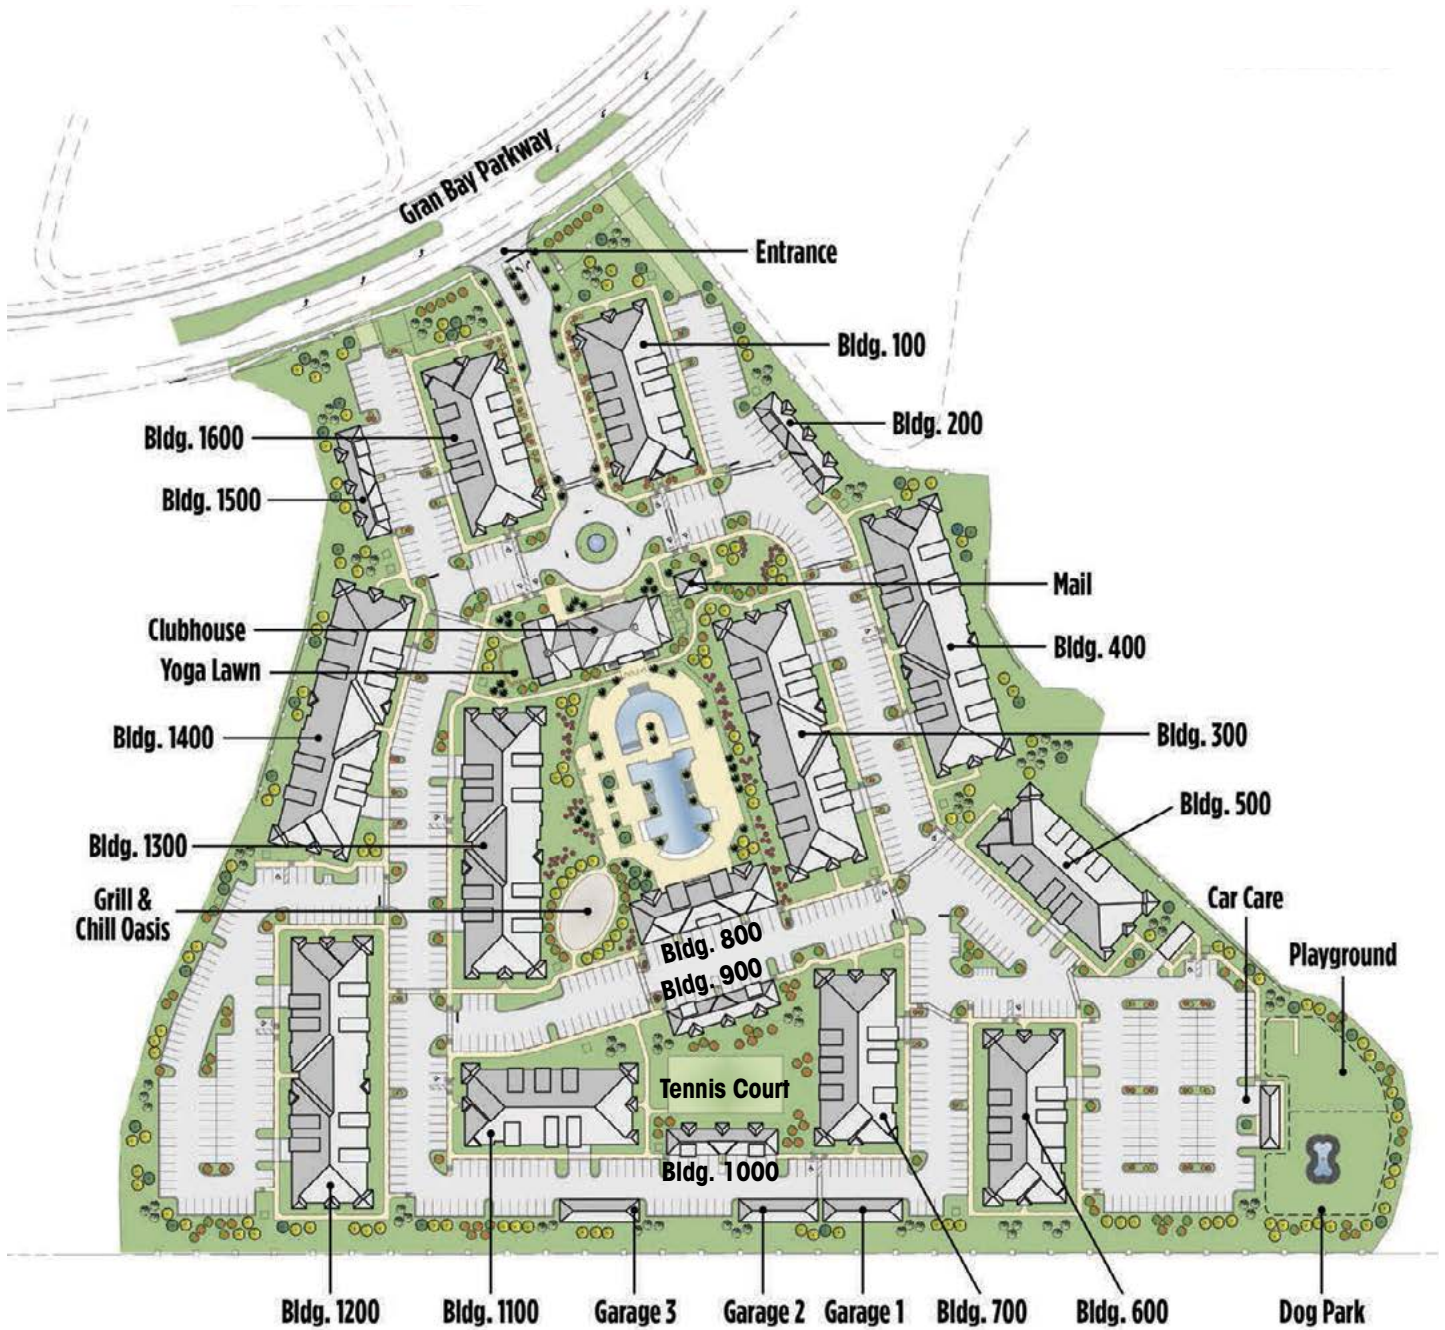 Gran Bay Parkway
Entrance
Bldg. 100
Bldg. 200
Bldg. 1600
Bldg. 1500
Mail
Clubhouse
Bldg. 400
Yoga Lawn
Bldg. 300
Bldg. 1400
Bldg. 500
Bldg. 1300
Car Care
Grill &
Chill Oasis
Bldg. 800
Playground
Bldg. 900
Tennis Court
Bldg. 1000
Bldg. 1200
Bldg. 1100
Garage 3
Garage 2
Garage 1
Bldg. 700
Bldg. 600
Dog Park